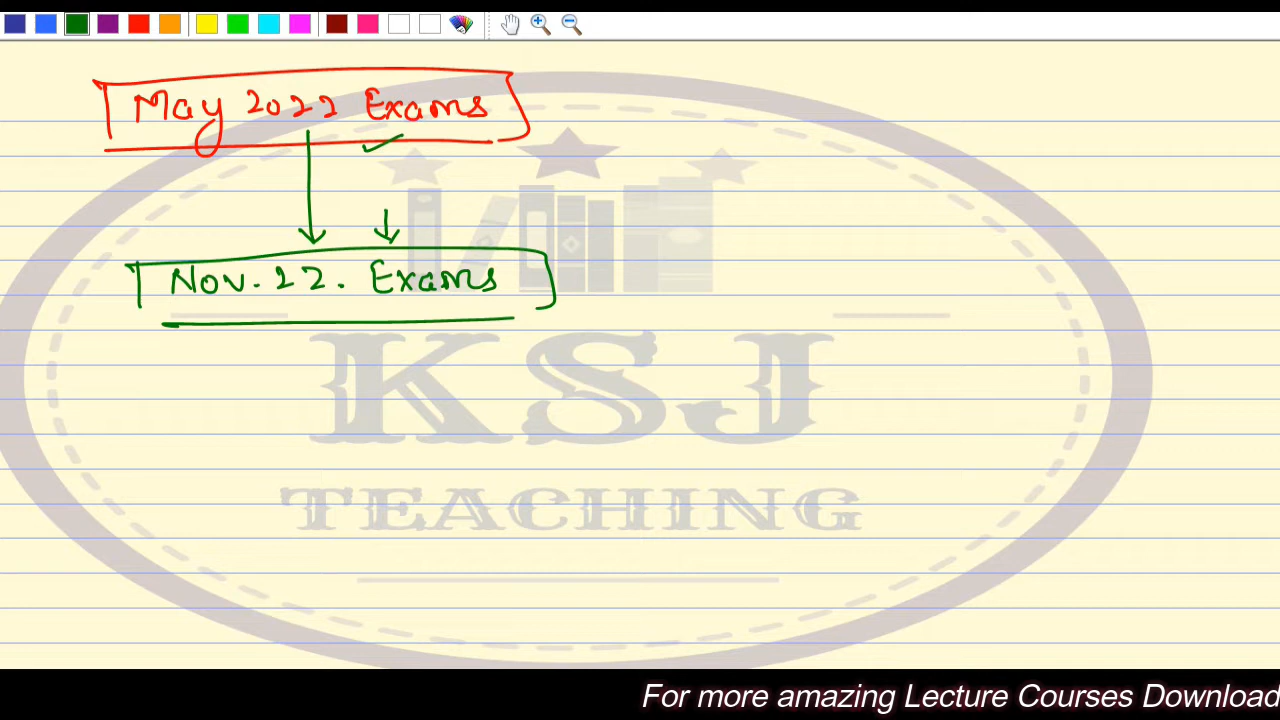 May 2022 Exams
Nov. 22. Exams
KSJ
TEACHING
For more amazing Lecture Courses Download